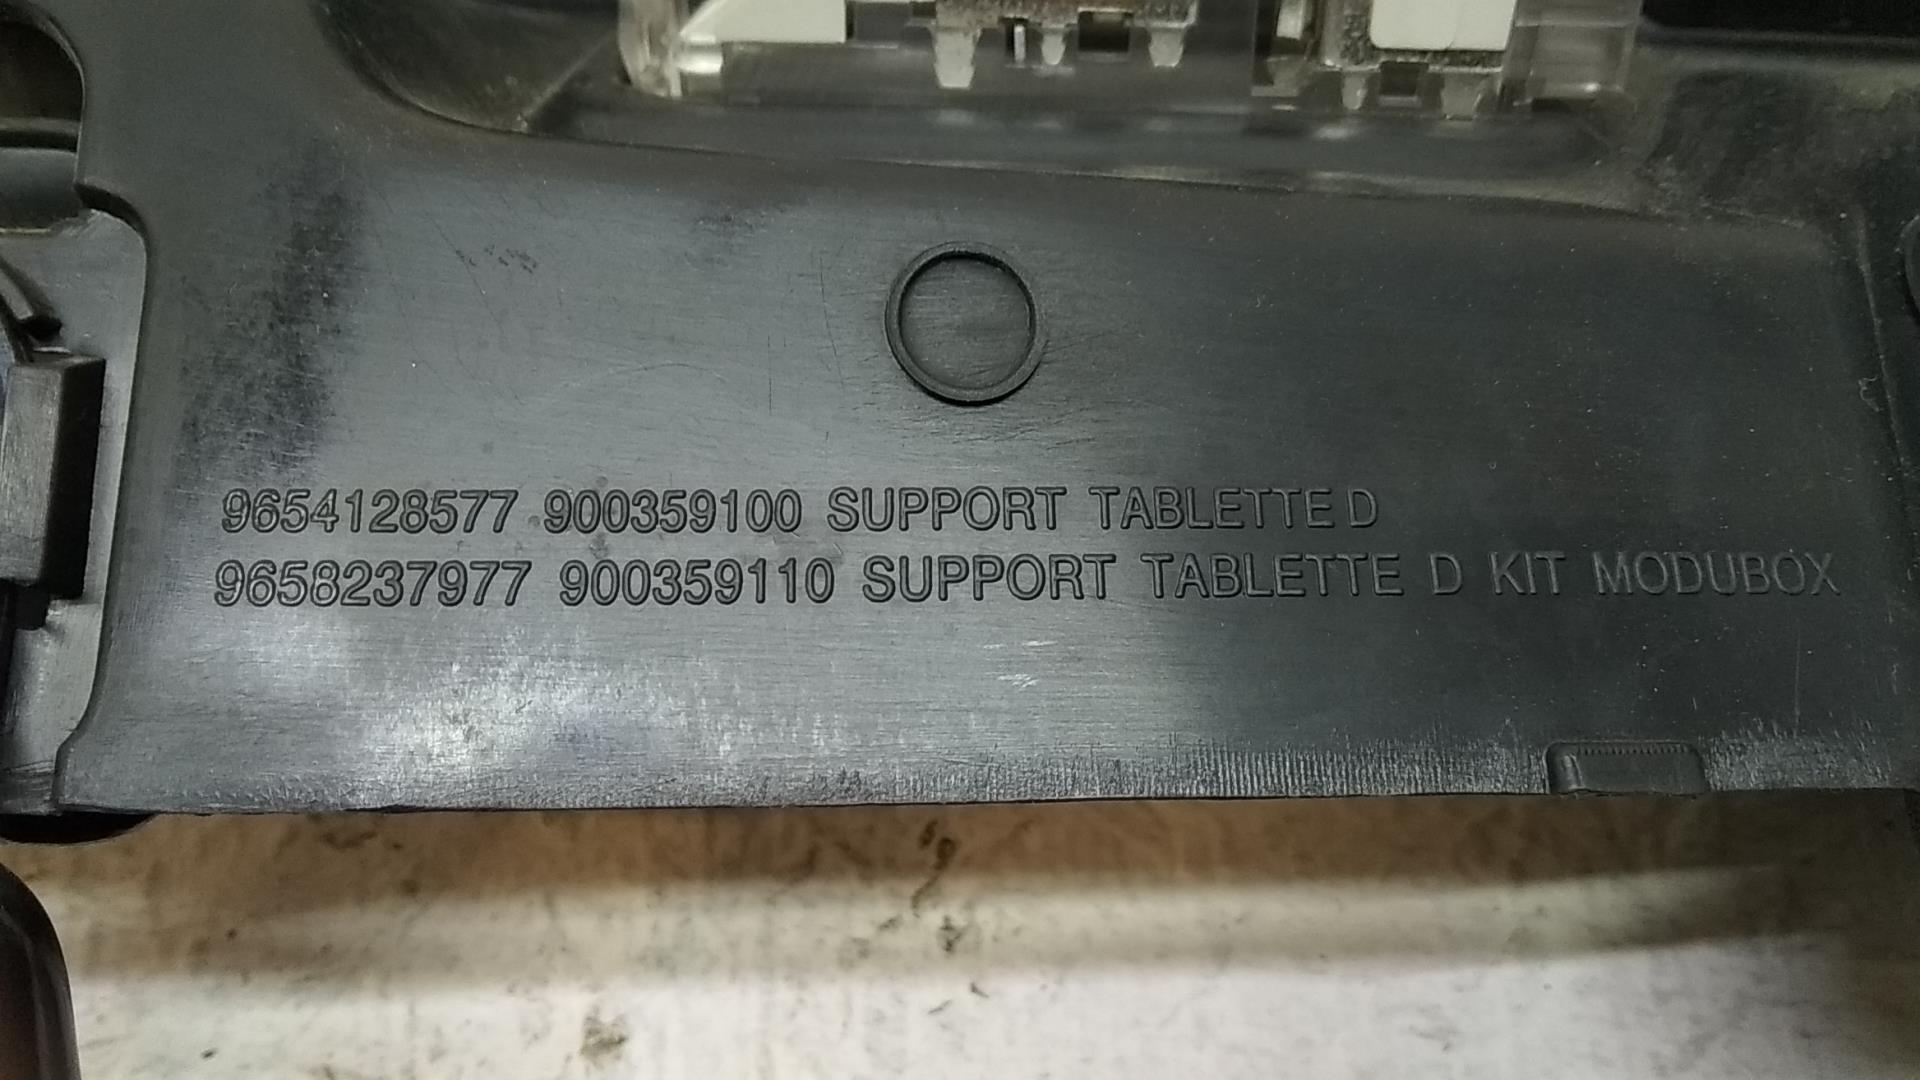 9654128577 900359100 SUPPORT TABLETTE D
9658237977 900359110 SUPPORT TABLETTE D KIT MODUBOX